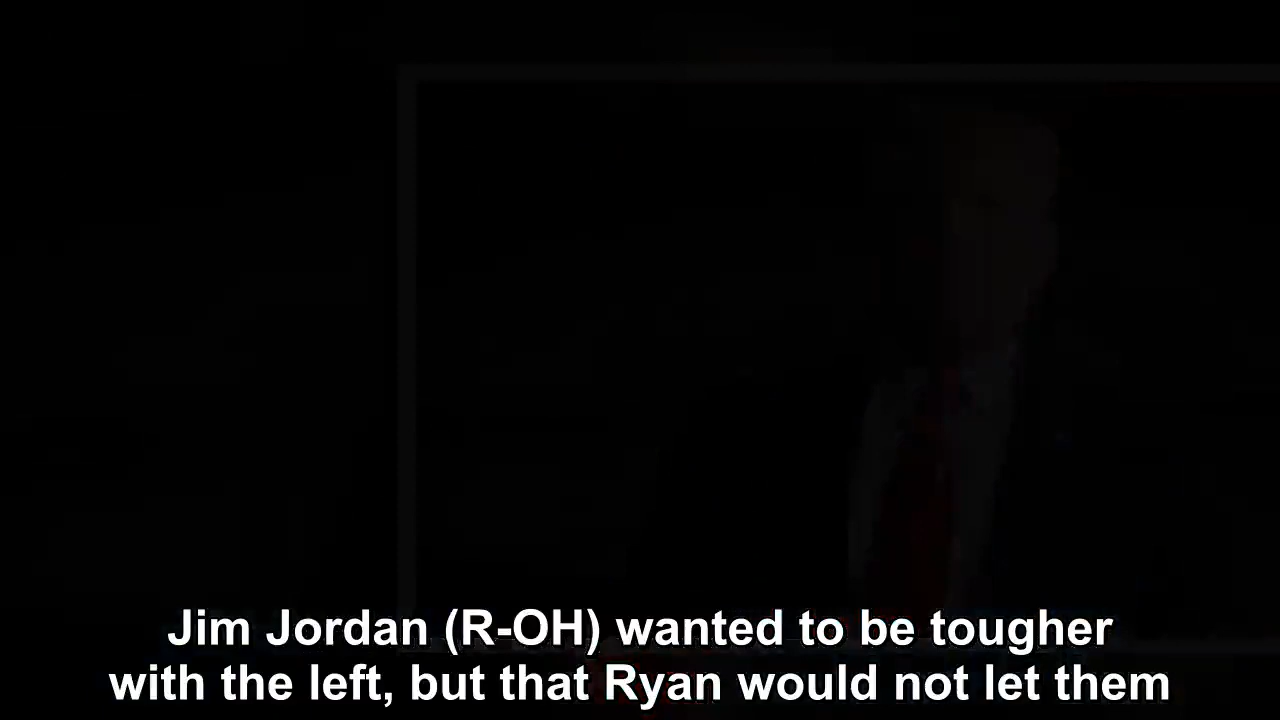 Jim Jordan (R-OH) wanted to be tougher
with the left, but that Ryan would not let them